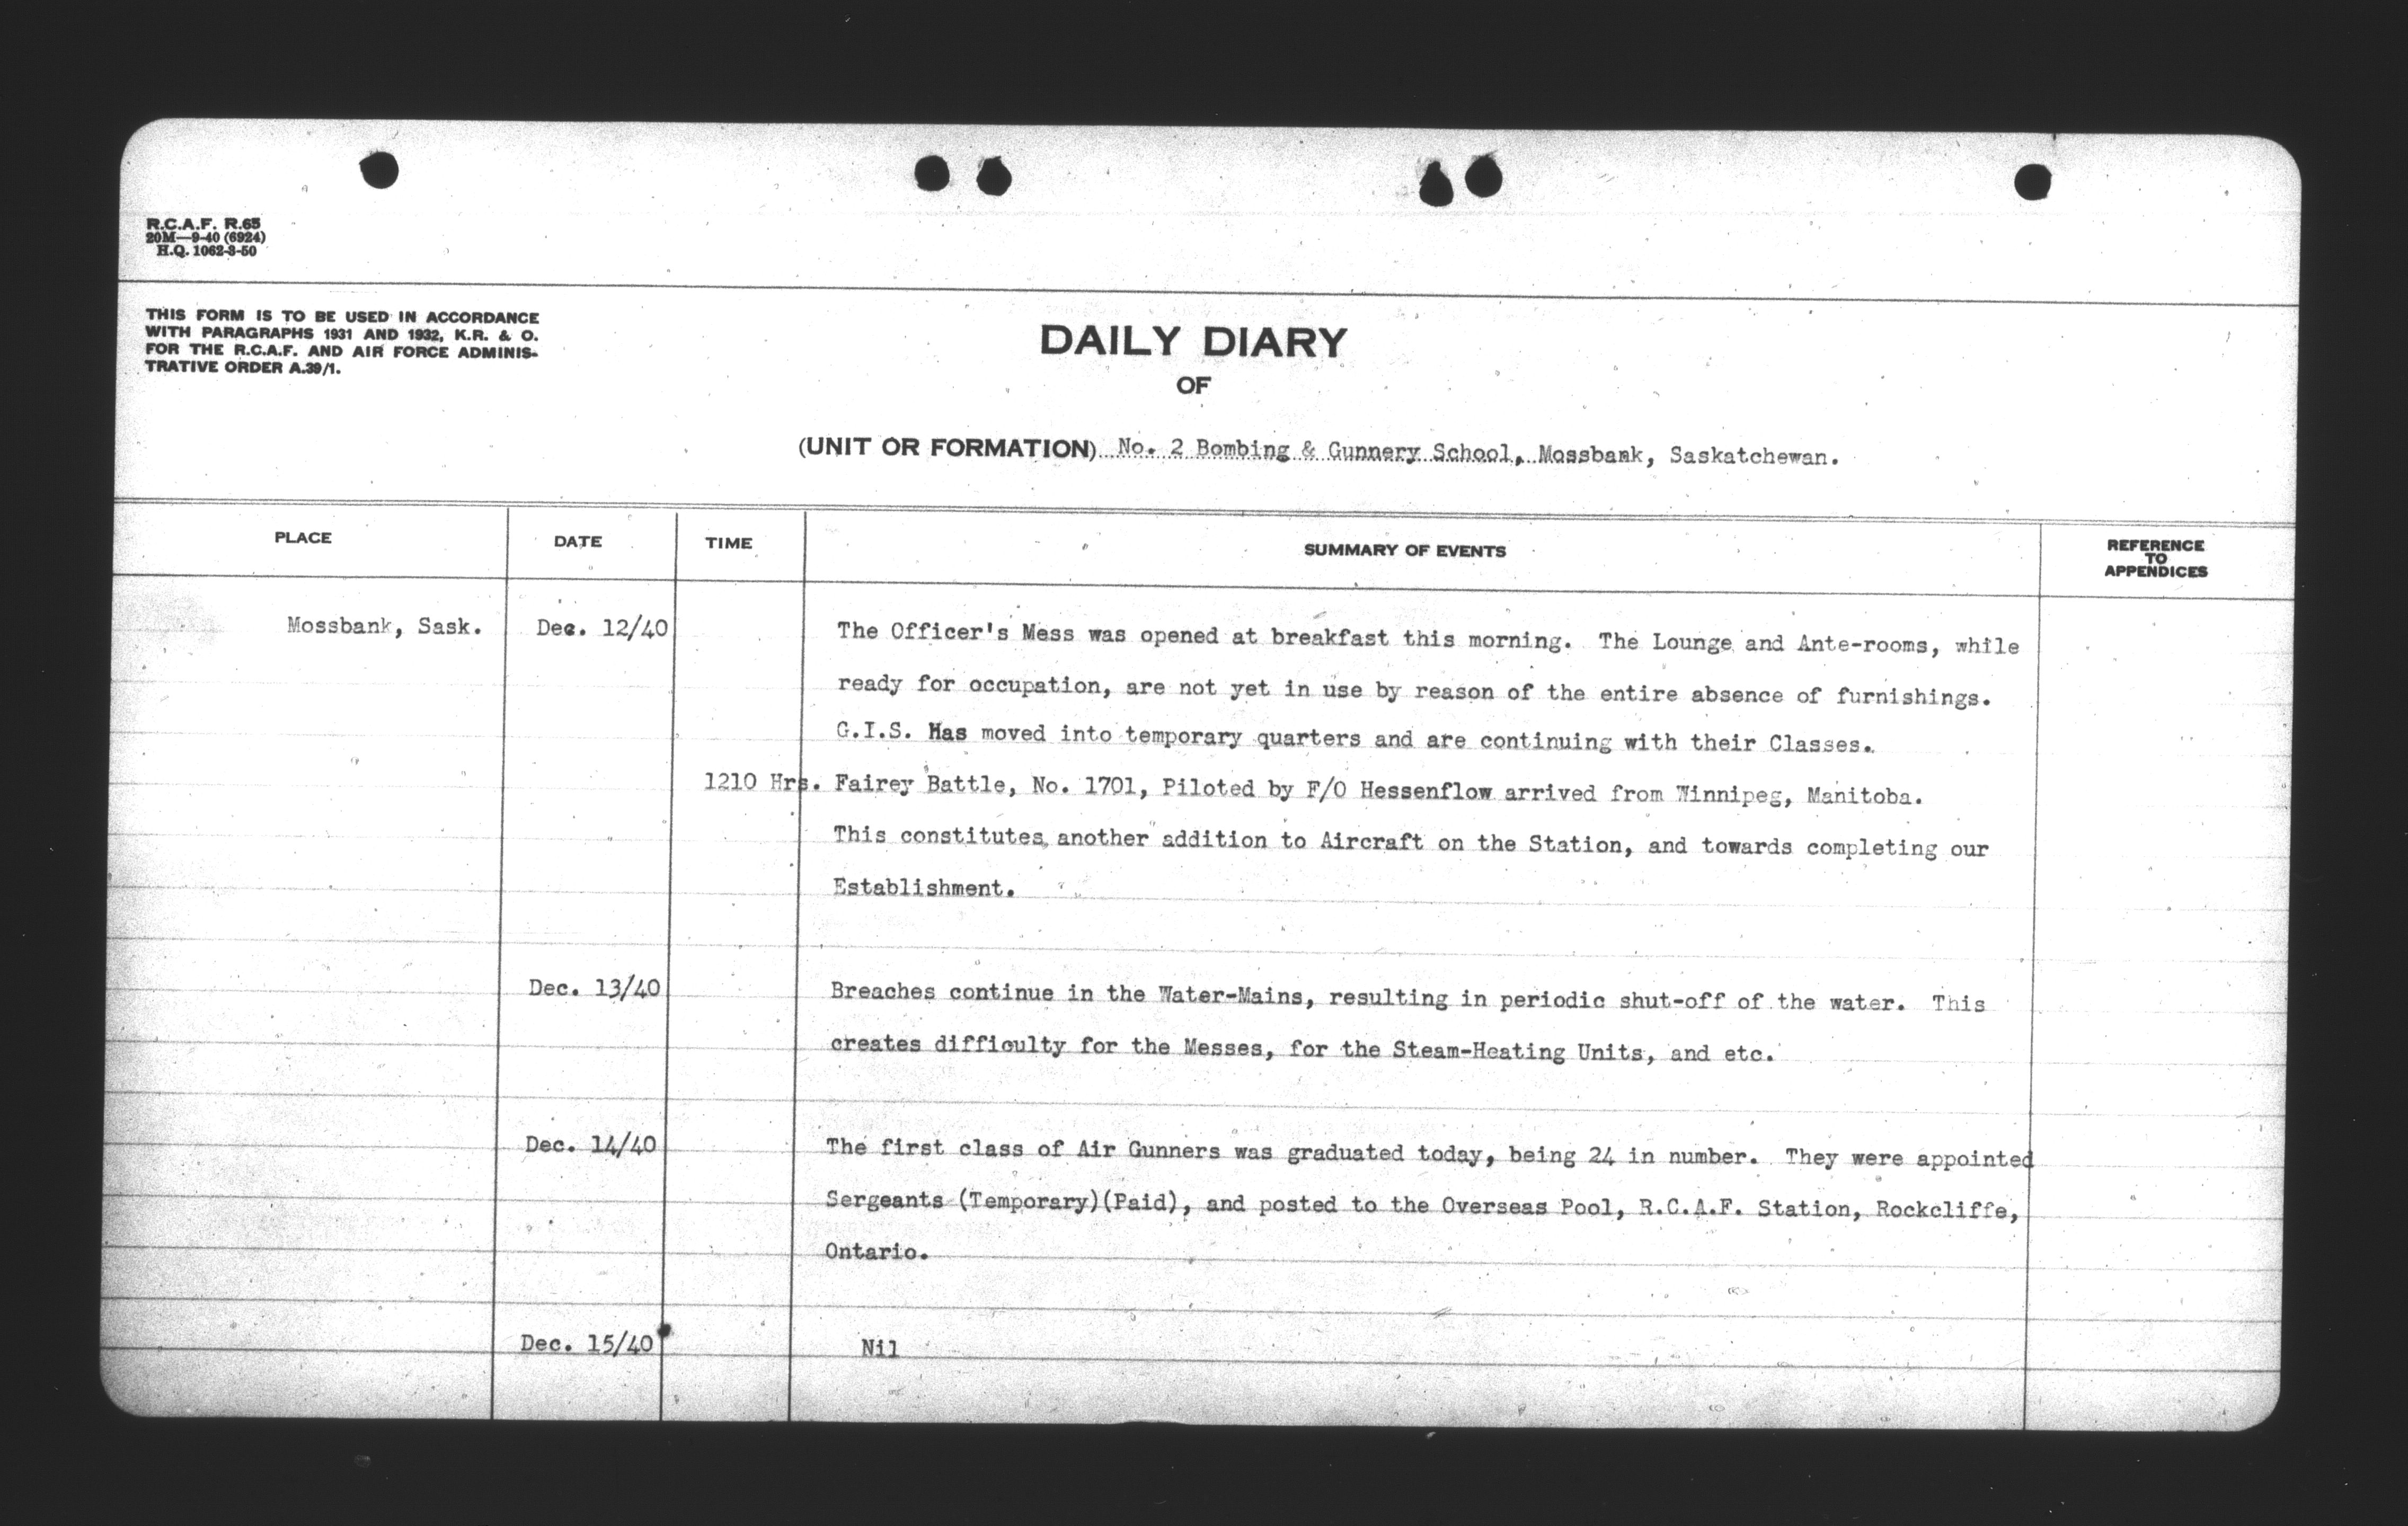 R.C.A.F. R.65
20M—9-40 (6924)
H.Q. 1062-3-50
THIS FORM IS TO BE USED IN ACCORDANCE
WITH PARAGRAPHS 1931 AND 1932, K.R. & O.
FOR THE R.C.A.F. AND AIR FORCE ADMINIS-
TRATIVE ORDER A.39/1.
DAILY DIARY
OF
(UNIT OR FORMATION) No. 2 Bombing & Gunnery School, Mossbank, Saskatchewan.
PLACE DATE TIME SUMMARY OF EVENTS REFERENCE
TO
APPENDICES
Mossbank, Sask. Dec. 12/40 The Officer's Mess was opened at breakfast this morning. The Lounge and Ante-rooms, while
ready for occupation, are not yet in use by reason of the entire absence of furnishings.
G.I.S. Has moved into temporary quarters and are continuing with their Classes.
1210 Hrs. Fairey Battle, No. 1701, Piloted by F/O Hessenflow arrived from Winnipeg, Manitoba.
This constitutes another addition to Aircraft on the Station, and towards completing our
Establishment.
Dec. 13/40 Breaches continue in the Water-Mains, resulting in periodic shut-off of the water. This
creates difficulty for the Messes, for the Steam-Heating Units, and etc.
Dec. 14/40 The first class of Air Gunners was graduated today, being 24 in number. They were appointed
Sergeants (Temporary)(Paid), and posted to the Overseas Pool, R.C.A.F. Station, Rockcliffe,
Ontario.
Dec. 15/40 Nil